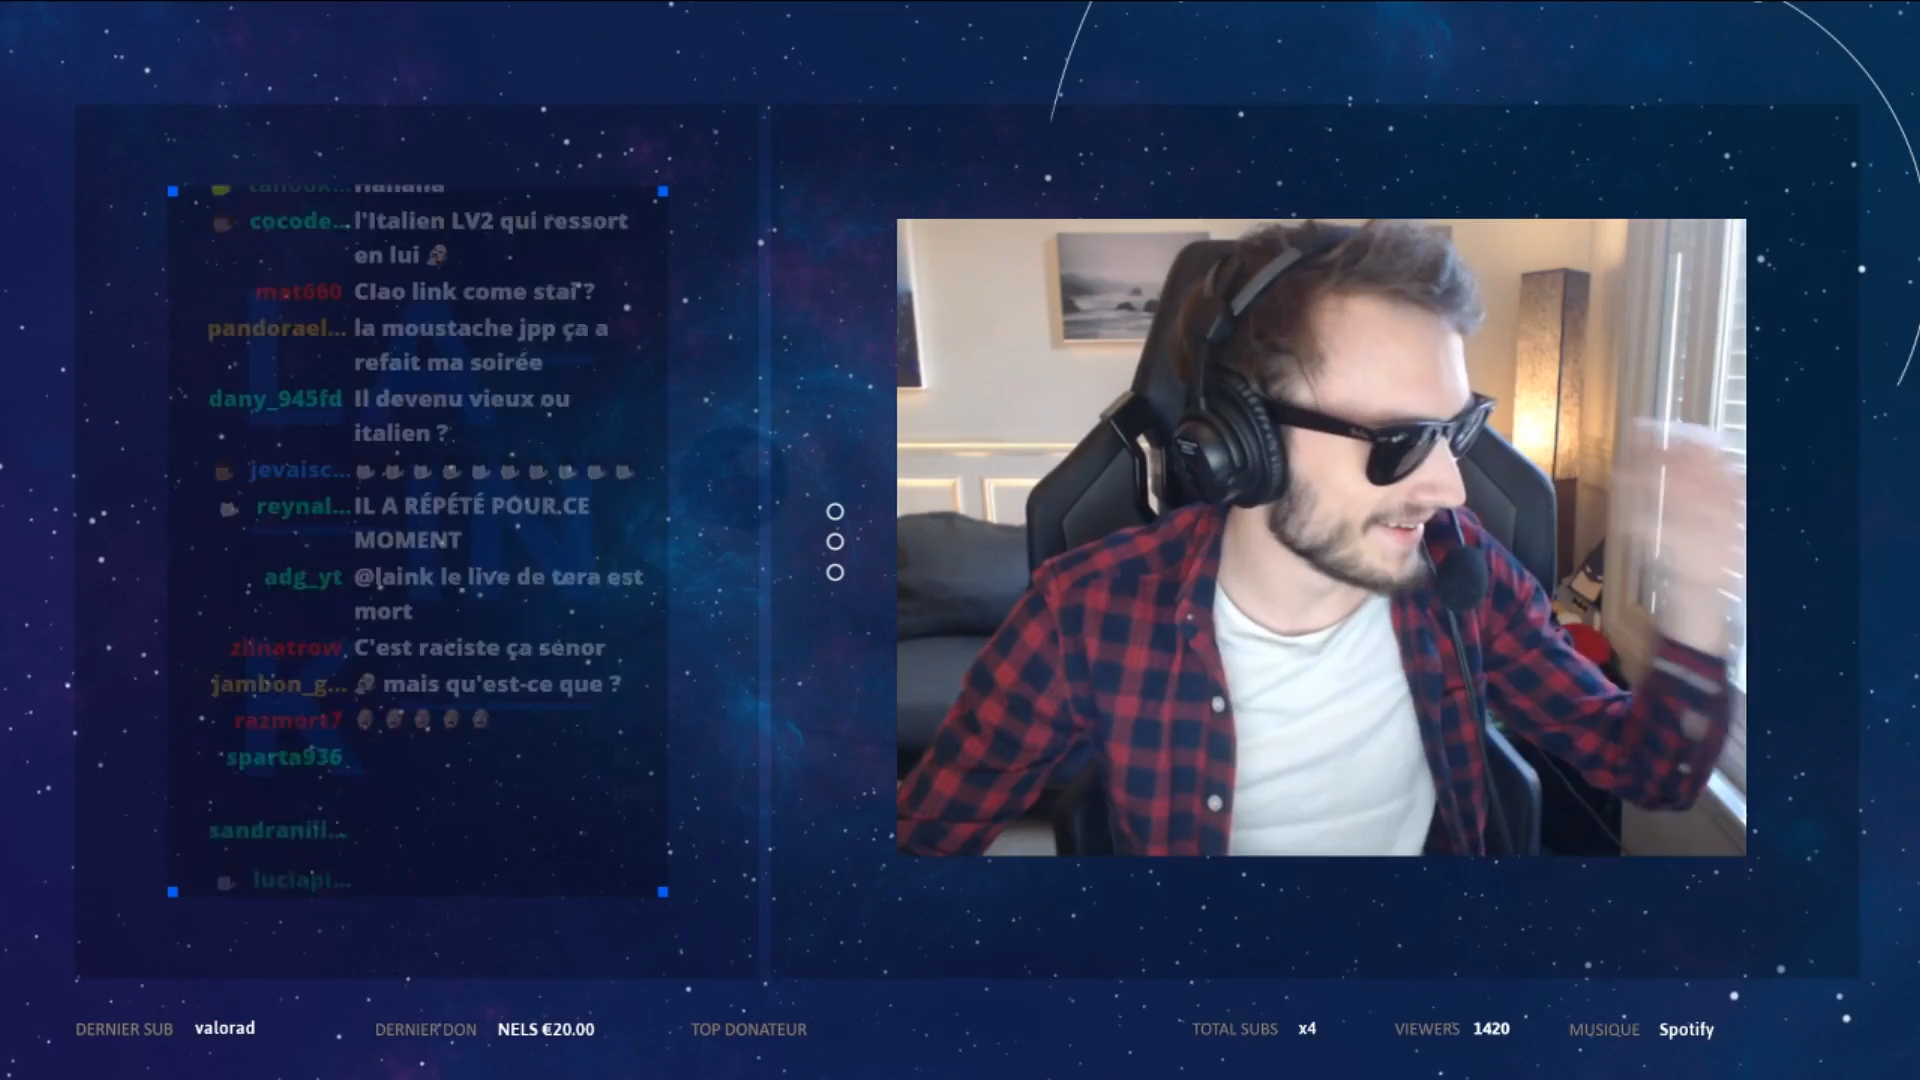 cocode... l'Italien LV2 qui ressort
en lui
mat660 CIao link come stai ?
pandorael... la moustache jpp ça a
refait ma soirée
dany_945fd Il devenu vieux ou
italien ?
jevaisc...
reynal... IL A RÉPÉTÉ POUR CE
MOMENT
adg_yt @laink le live de tera est
mort
C'est raciste ça sénor
jambon_g... mais qu'est-ce que ?
razmort7
sparta936
DERNIER SUB valorad DERNIER DON NELS €20.00 TOP DONATEUR TOTAL SUBS x4 VIEWERS 1420 MUSIQUE Spotify